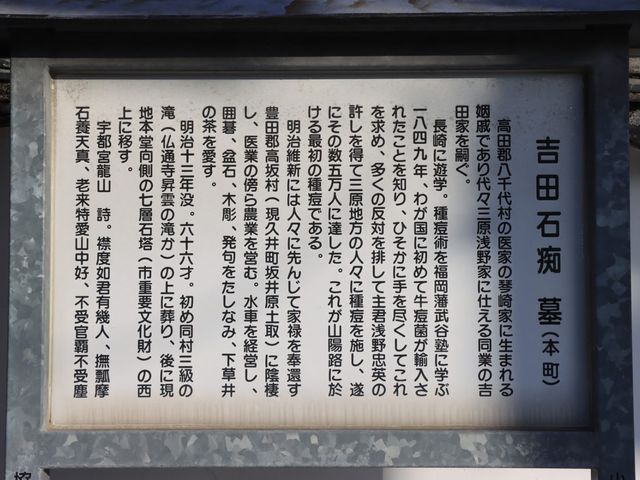 吉田石痴 墓(本町)
高田郡八千代村の医家の琴崎家に生まれる
姻戚であり代々三原浅野家に仕える同業の吉
田家を嗣ぐ。
長崎に遊学。種痘術を福岡藩武谷塾に学ぶ
一八四九年、わが国に初めて牛痘菌が輸入さ
れたことを知り、ひそかに手を尽くしてこれ
を求め、多くの反対を排して主君浅野忠英の
許しを得て三原地方の人々に種痘を施し、遂
にその数五万人に達した。これが山陽路に於
ける最初の種痘である。
明治維新には人々に先んじて家禄を奉還す
豊田郡高坂村(現久井町坂井原土取)に陰棲
し、医業の傍ら農業を営む。水車を経営し、
囲碁、盆石、木彫、発句をたしなみ、下草井
の茶を愛す。
明治十三年没。六十六才。初め同村三級の
滝(仏通寺昇雲の滝か)の上に葬り、後に現
地本堂向側の七層石塔(市重要文化財)の西
上に移す。
宇都宮龍山 詩。襟度如君有幾人、撫瓢摩
石養天真、老来特愛山中好、不受官覇不受塵